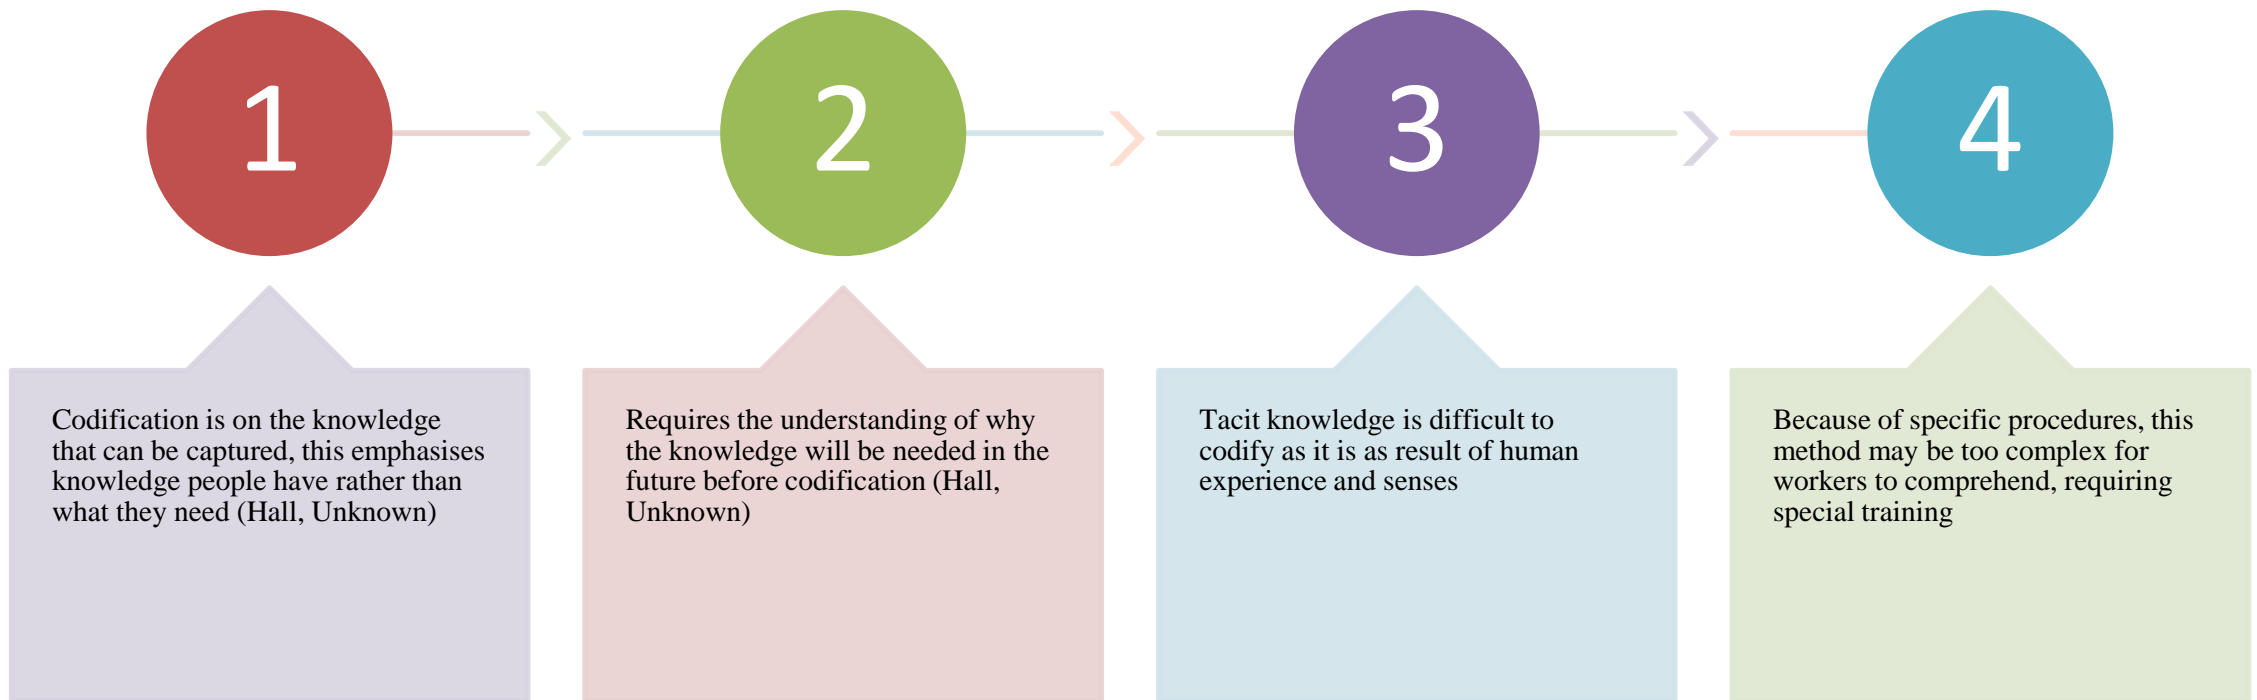 1
2
3
4
Codification is on the knowledge
that can be captured, this emphasises
knowledge people have rather than
what they need (Hall, Unknown)
Requires the understanding of why
the knowledge will be needed in the
future before codification (Hall,
Unknown)
Tacit knowledge is difficult to
codify as it is as result of human
experience and senses
Because of specific procedures, this
method may be too complex for
workers to comprehend, requiring
special training